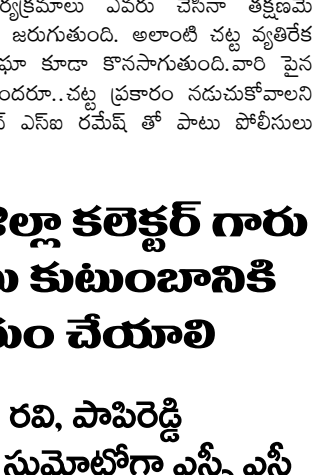 ర్యక్రమాలు ఎవరు చేసినా తక్షణమే
జరుగుతుంది. అలాంటి చట్ట వ్యతిరేక
ఘా కూడా కొనసాగుతుంది.వారి పైన
ందరూ..చట్ట ప్రకారం నడుచుకోవాలని
ఎస్ఐ రమేష్ తో పాటు పోలీసులు
ల్లా కలెక్టర్ గారు
కుటుంబానికి
చేయాలి
రవి, పాపిరెడ్డి
సుమోటోగా ఎస్సీ ఎస్టీ